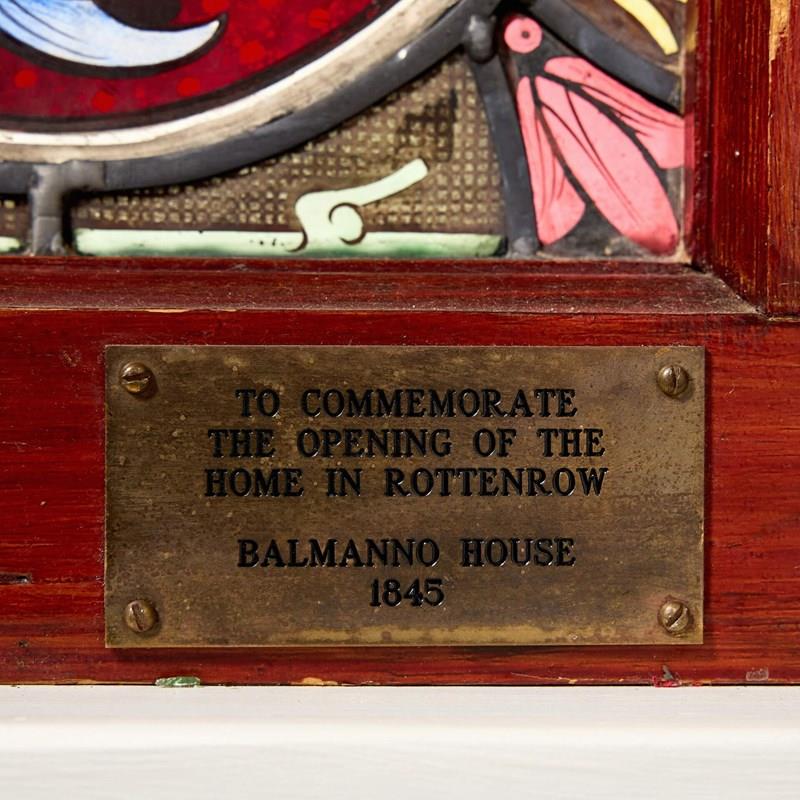 TO COMMEMORATE
THE OPENING OF THE
HOME IN ROTTENROW
BALMANNO HOUSE
1845